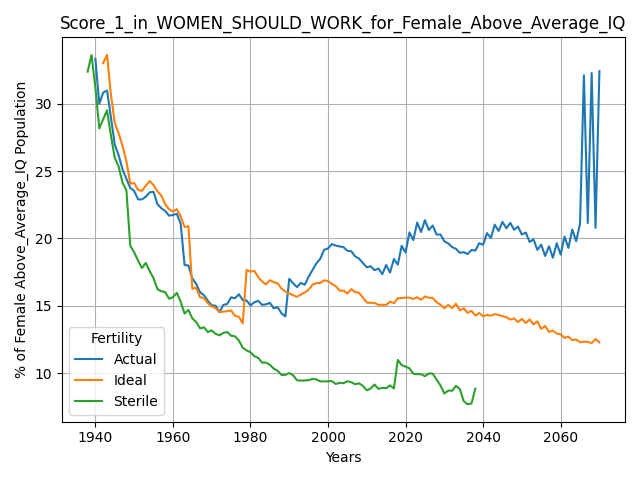 Score_1_in_WOMEN_SHOULD_WORK_for_Female_Above_Average_IQ
% of Female Above_Average_IQ Population
30
25
20
15
10
Fertility
Actual
Ideal
Sterile
1940 1960 1980 2000 2020 2040 2060
Years